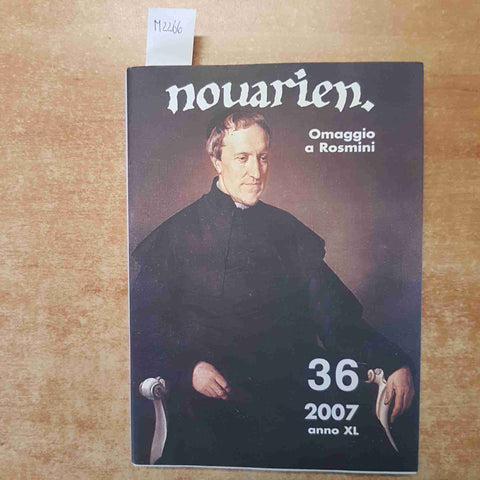 M2266
nouarien.
Omaggio
a Rosmini
36
2007
anno XL